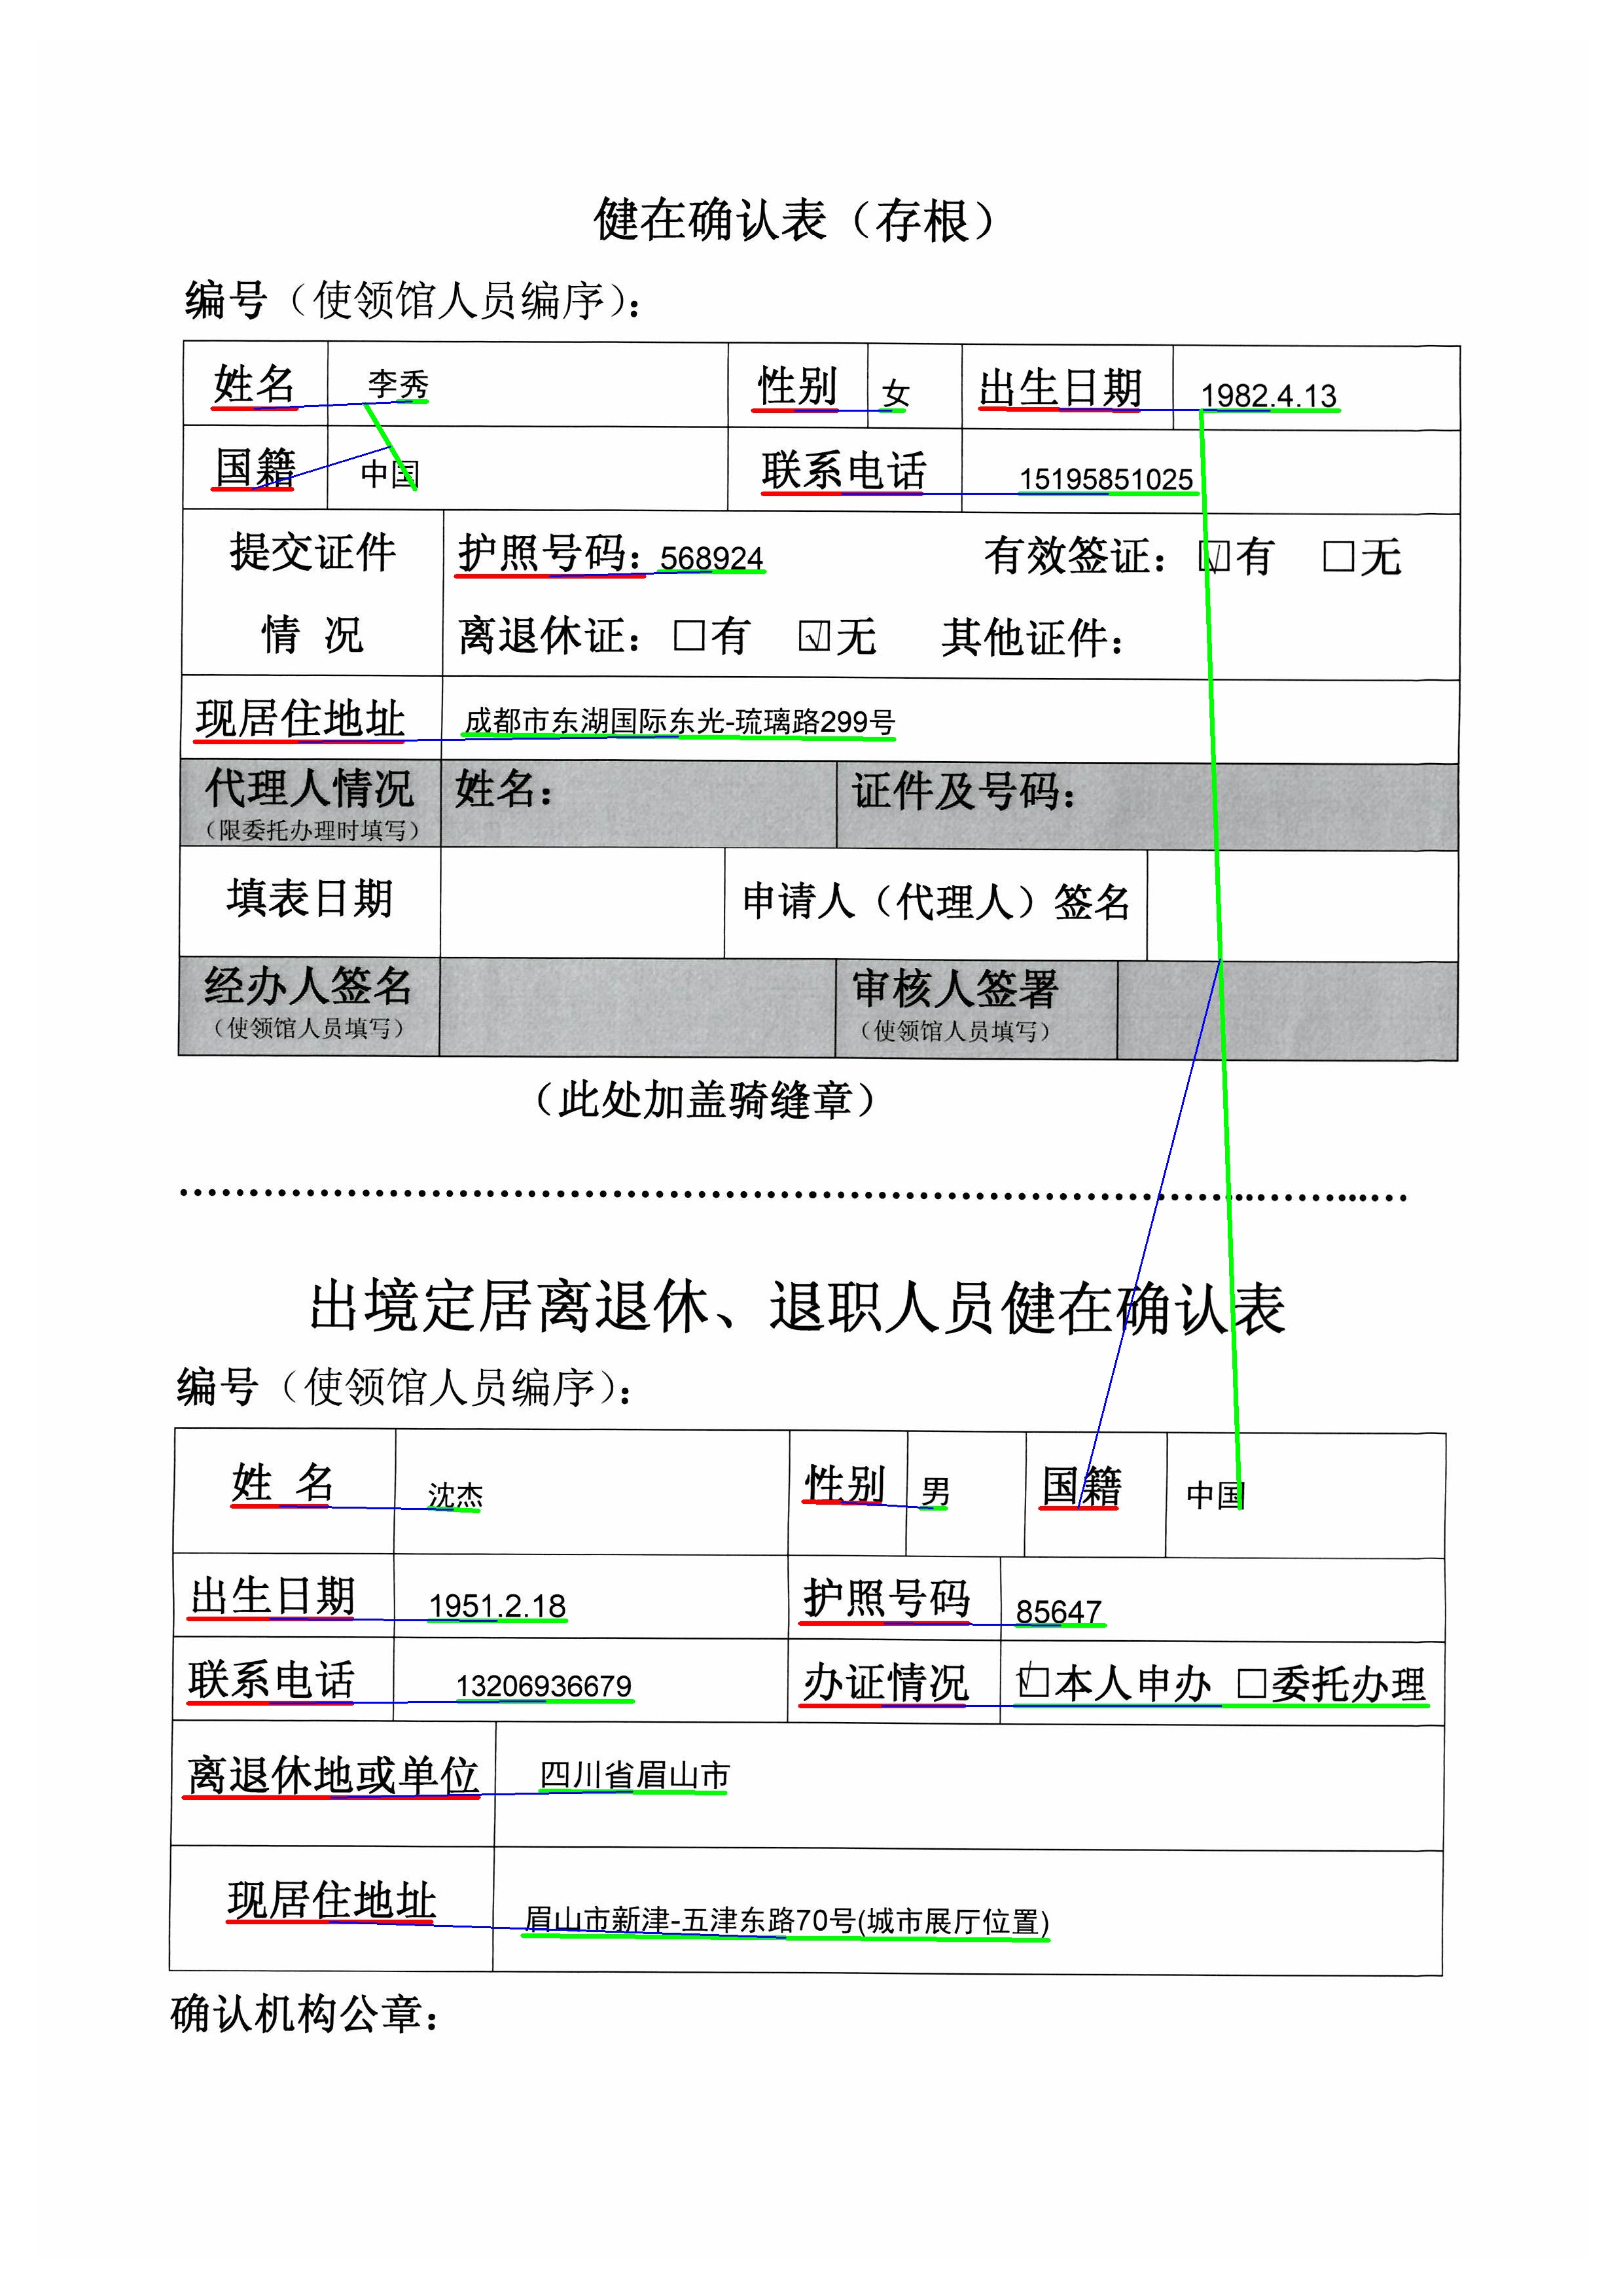 健在确认表（存根）
编号（使领馆人员编序）：
姓名 李秀 性别 女 出生日期 1982.4.13
国籍 中国 联系电话 15195851025
提交证件 护照号码：568924 有效签证：☑有 □无
情 况 离退休证：□有 ☑无 其他证件：
现居住地址 成都市东湖国际东光-琉璃路299号
代理人情况 姓名： 证件及号码：
（限委托办理时填写）
填表日期 申请人（代理人）签名
经办人签名 审核人签署
（使领馆人员填写） （使领馆人员填写）
（此处加盖骑缝章）
出境定居离退休、退职人员健在确认表
编号（使领馆人员编序）：
姓 名 沈杰 性别 男 国籍 中国
出生日期 1951.2.18 护照号码 85647
联系电话 13206936679 办证情况 ☑本人申办 □委托办理
离退休地或单位 四川省眉山市
现居住地址 眉山市新津-五津东路70号(城市展厅位置)
确认机构公章：